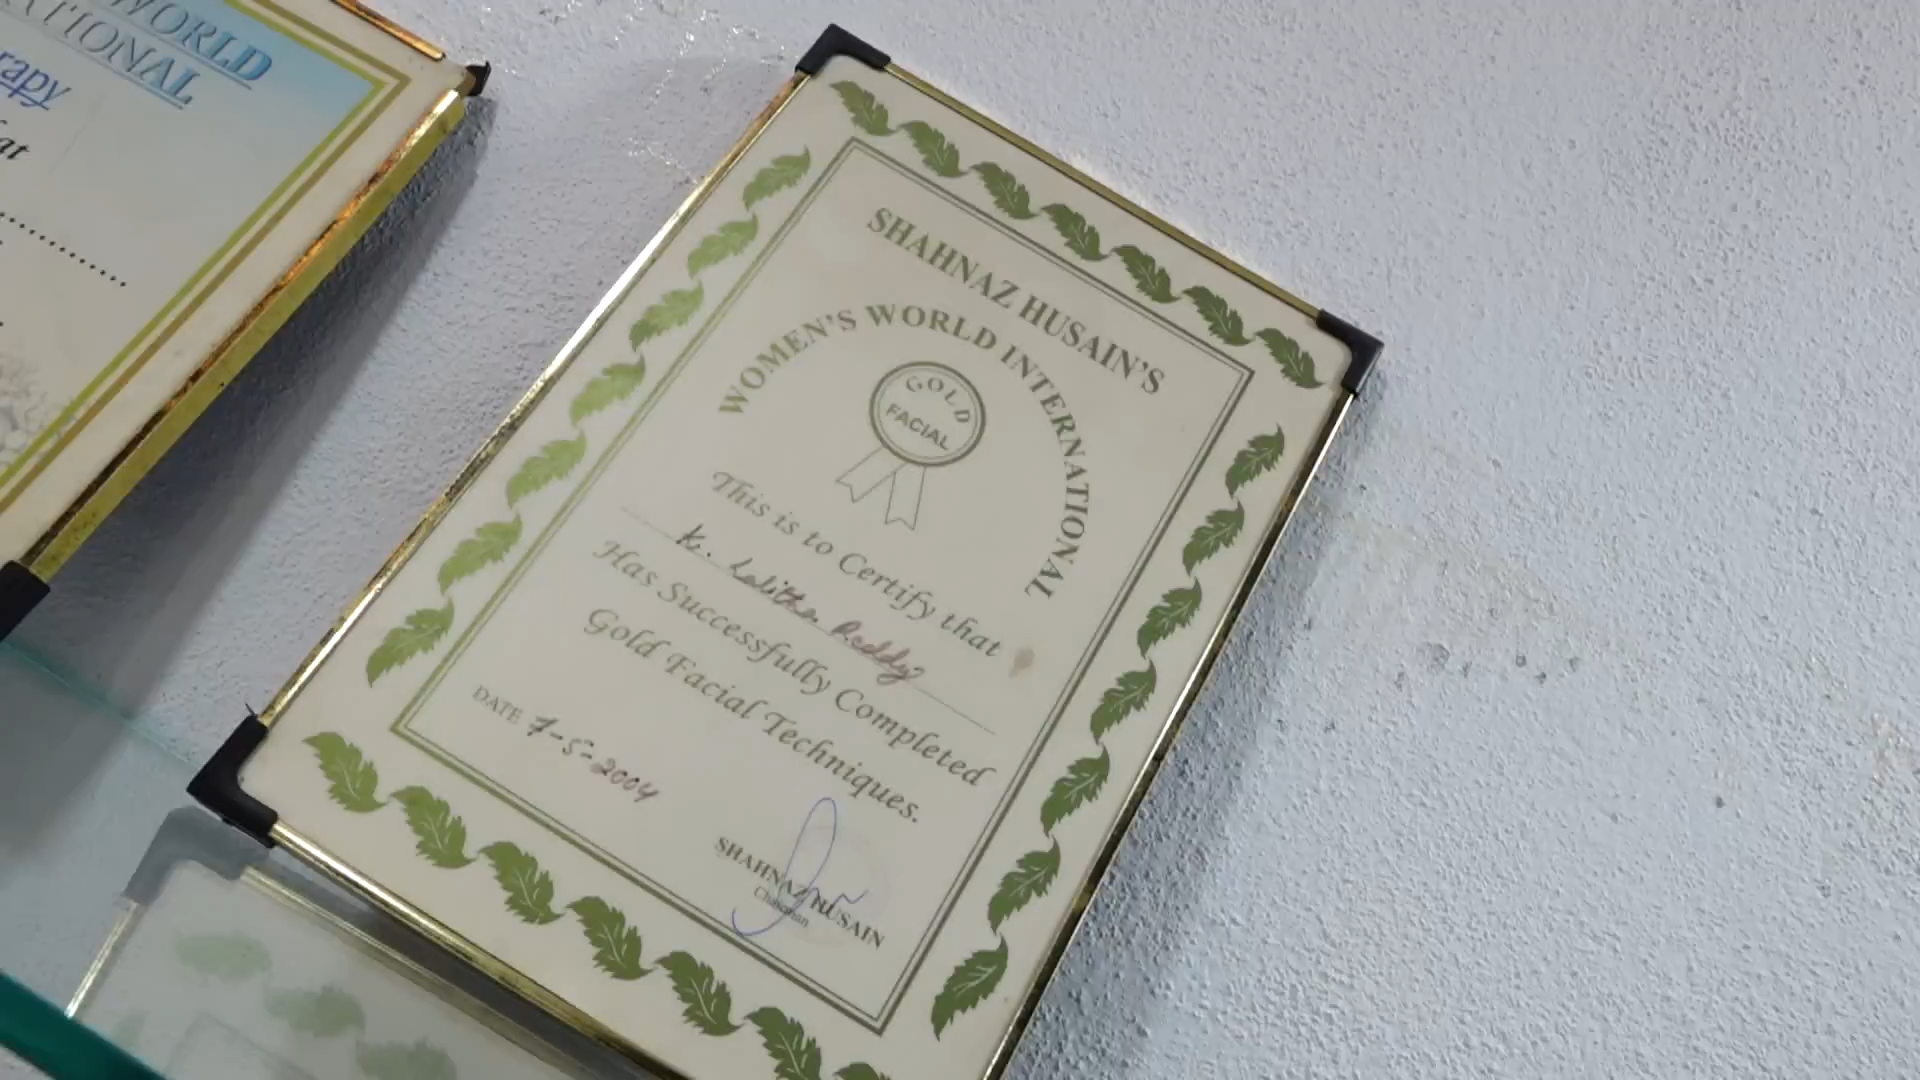 WORLD
rapy
at
SHAHNAZ HUSAIN'S
WOMEN'S WORLD INTERNATIONAL
GOLD
FACIAL
This is to Certify that
K. Lalitha Reddy
Has Successfully Completed
Gold Facial Techniques.
DATE 7-5-2004
SHAHNAZ HUSAIN
Chairman